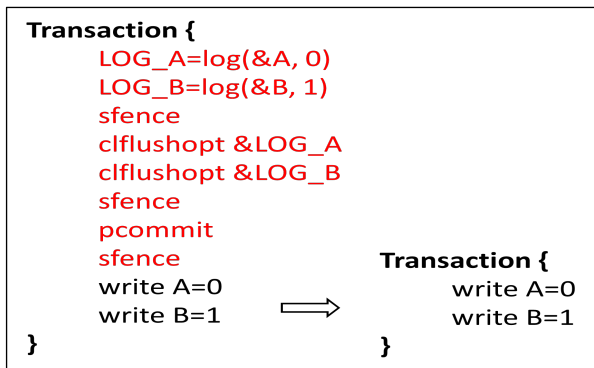 Transaction {
LOG_A=log(&A, 0)
LOG_B=log(&B, 1)
sfence
clflushopt &LOG_A
clflushopt &LOG_B
sfence
pcommit
sfence
write A=0
write B=1
}
Transaction {
write A=0
write B=1
}